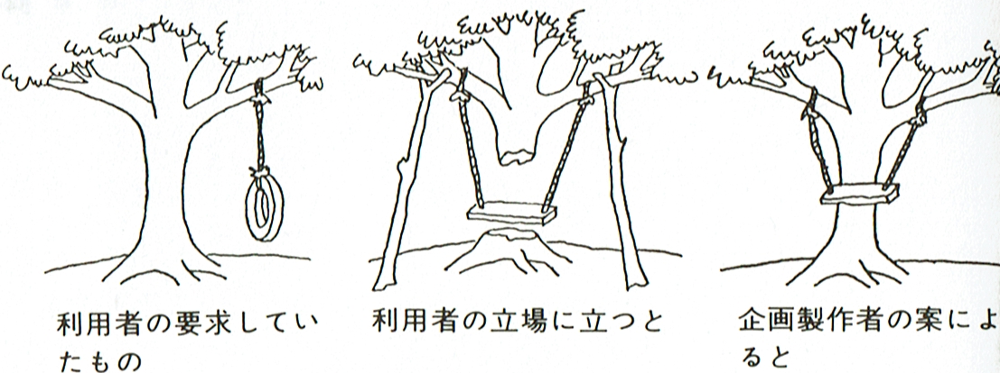 利用者の要求してい
たもの
利用者の立場に立つと
企画製作者の案によ
ると